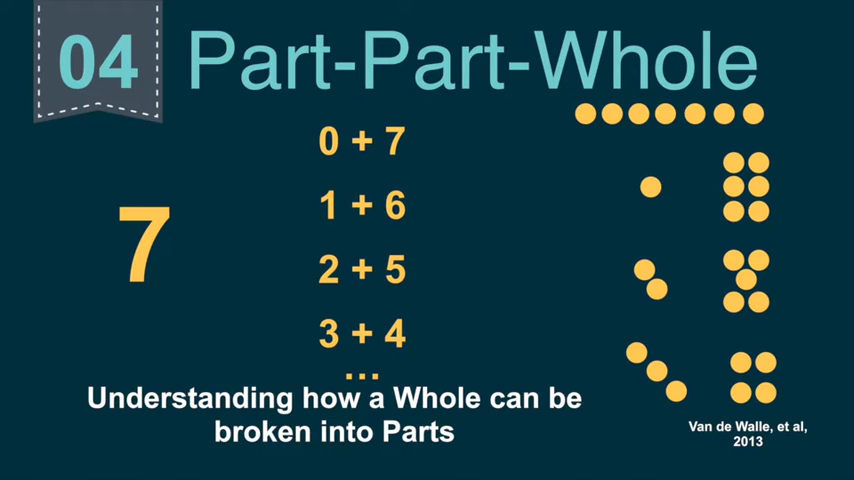 04 Part-Part-Whole
7
0 + 7
1 + 6
2 + 5
3 + 4
...
Understanding how a Whole can be
broken into Parts
Van de Walle, et al,
2013